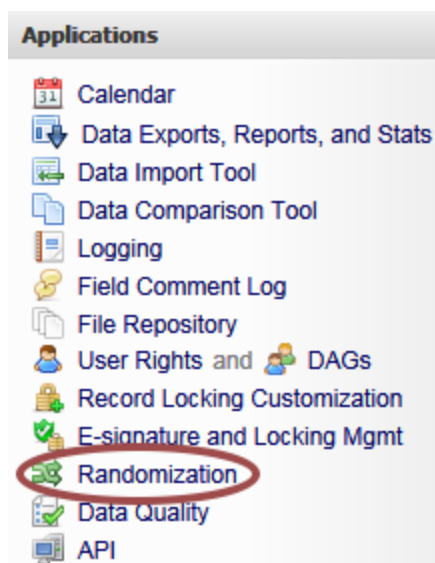 Applications
31 Calendar
Data Exports, Reports, and Stats
Data Import Tool
Data Comparison Tool
Logging
Field Comment Log
File Repository
User Rights and DAGs
Record Locking Customization
E-signature and Locking Mgmt
Randomization
Data Quality
API